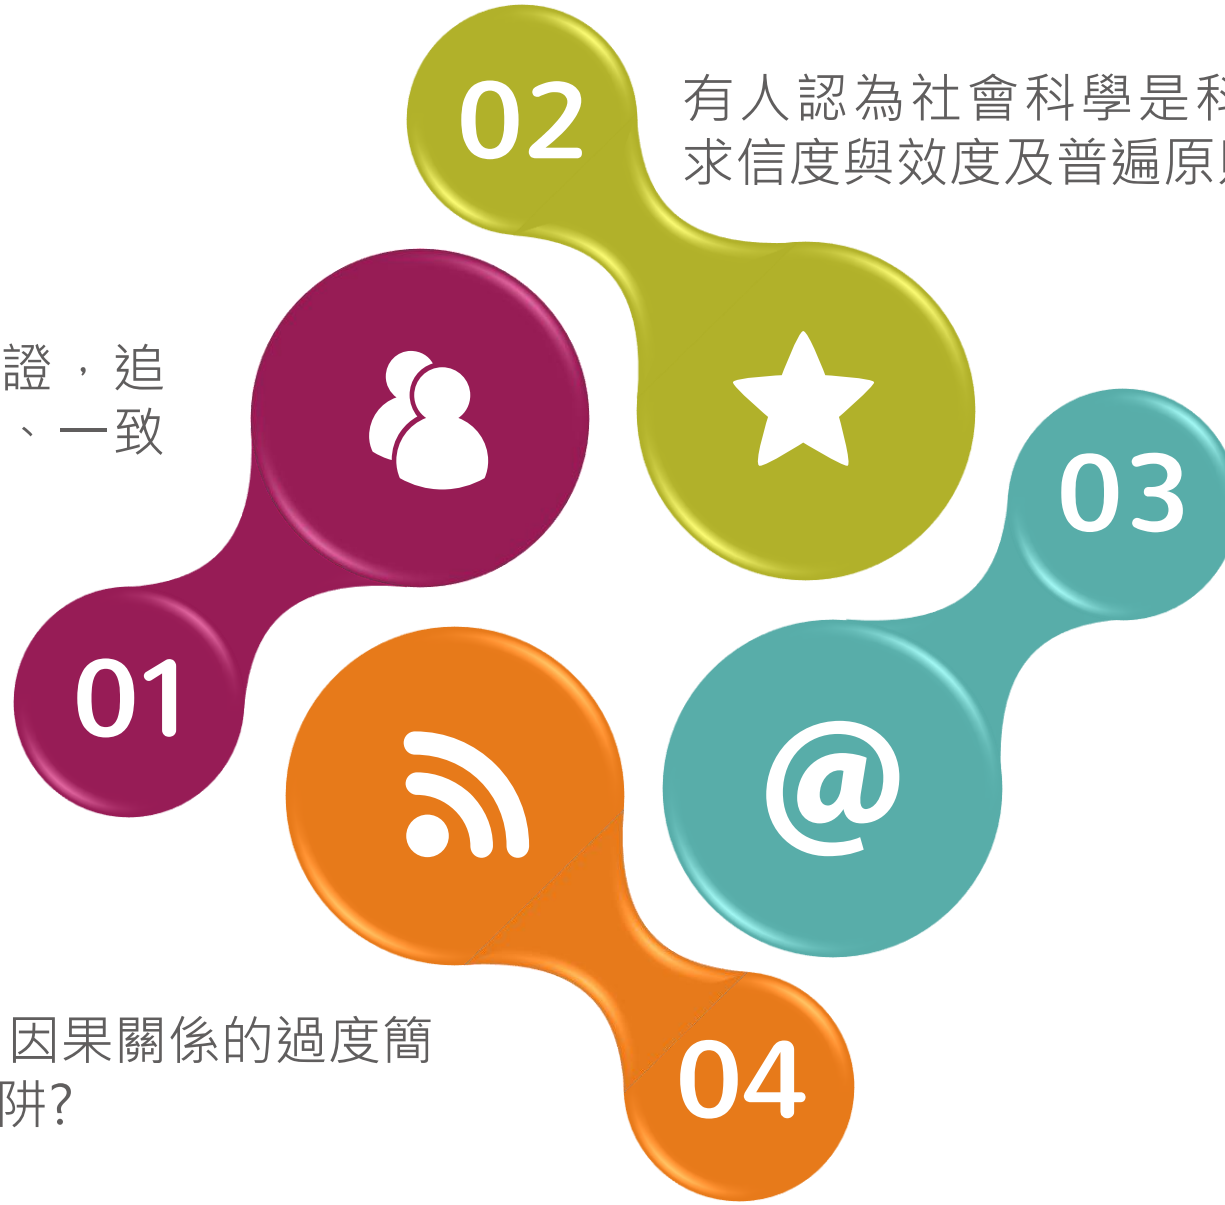 02
有人認為社會科學是科
求信度與效度及普遍原則
證，追
、一致
03
01
@
因果關係的過度簡
阱?
04